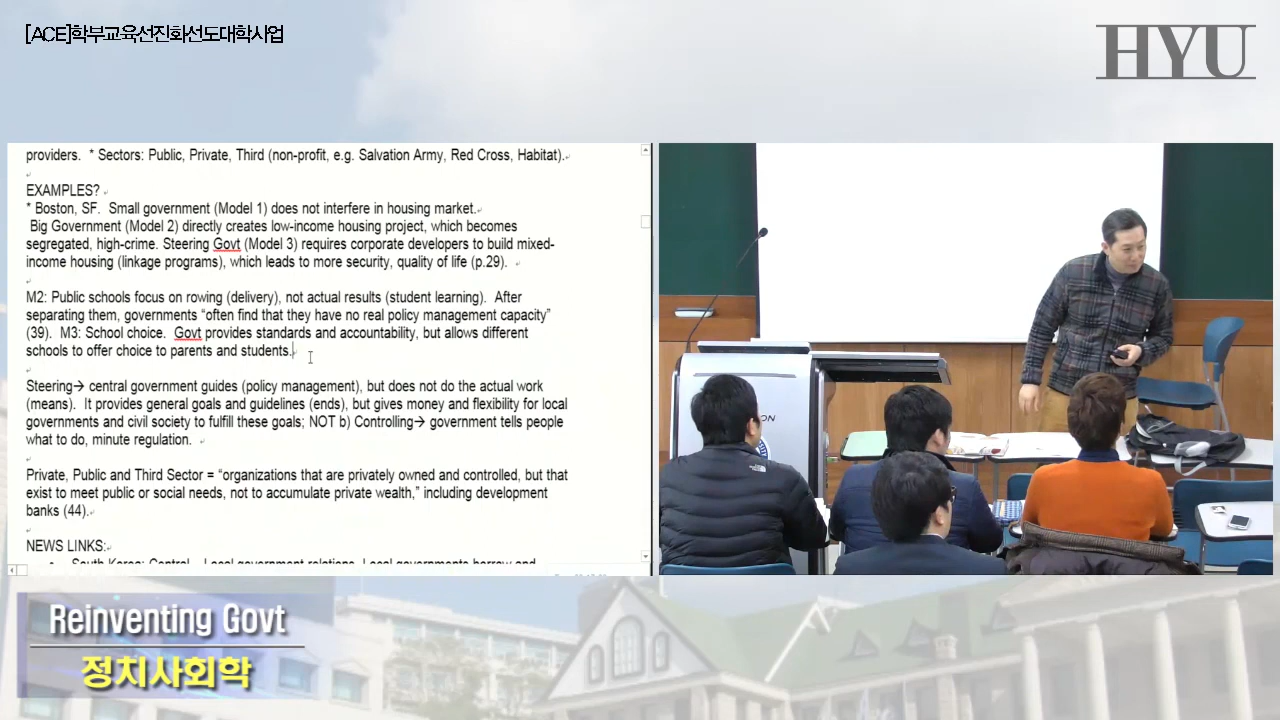 [ACE]학부교육선진화선도대학사업
HYU
providers. * Sectors: Public, Private, Third (non-profit, e.g. Salvation Army, Red Cross, Habitat).
EXAMPLES?
* Boston, SF. Small government (Model 1) does not interfere in housing market.
Big Government (Model 2) directly creates low-income housing project, which becomes
segregated, high-crime. Steering Govt (Model 3) requires corporate developers to build mixed-
income housing (linkage programs), which leads to more security, quality of life (p.29).
M2: Public schools focus on rowing (delivery), not actual results (student learning). After
separating them, governments “often find that they have no real policy management capacity”
(39). M3: School choice. Govt provides standards and accountability, but allows different
schools to offer choice to parents and students.
Steering→ central government guides (policy management), but does not do the actual work
(means). It provides general goals and guidelines (ends), but gives money and flexibility for local
governments and civil society to fulfill these goals; NOT b) Controlling→ government tells people
what to do, minute regulation.
Private, Public and Third Sector = “organizations that are privately owned and controlled, but that
exist to meet public or social needs, not to accumulate private wealth,” including development
banks (44).
NEWS LINKS:
• South Korea: Central – Local government relations. Local governments borrow and
Reinventing Govt
정치사회학